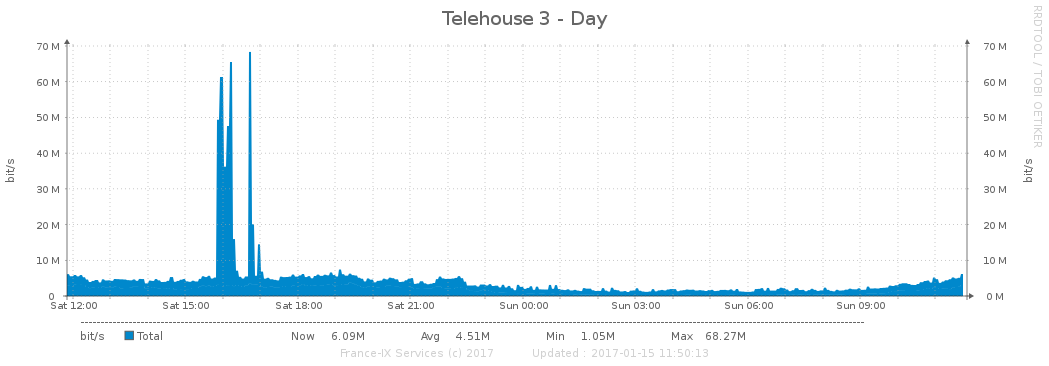 Telehouse 3 - Day
RRDTOOL / TOBI OETIKER
bit/s
70 M 70 M
60 M 60 M
50 M 50 M
40 M 40 M
30 M 30 M
20 M 20 M
10 M 10 M
0 0 M
bit/s
Sat 12:00 Sat 15:00 Sat 18:00 Sat 21:00 Sun 00:00 Sun 03:00 Sun 06:00 Sun 09:00
bit/s Total Now 6.09M Avg 4.51M Min 1.05M Max 68.27M
France-IX Services (c) 2017 Updated : 2017-01-15 11:50:13